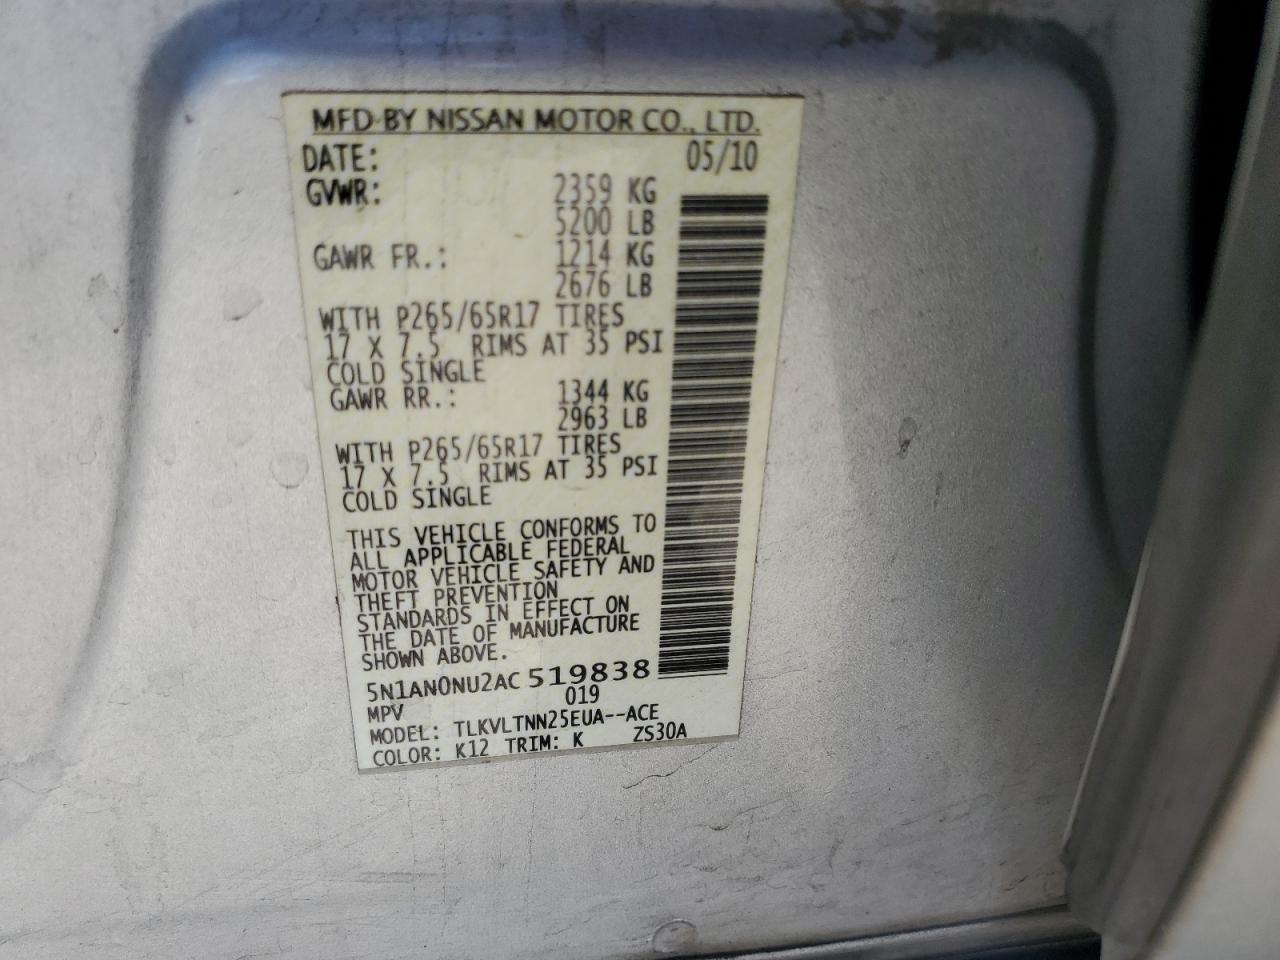 MFD BY NISSAN MOTOR CO., LTD.
DATE: 05/10
GVWR: 2359 KG
5200 LB
GAWR FR.: 1214 KG
2676 LB
WITH P265/65R17 TIRES
17 X 7.5 RIMS AT 35 PSI
COLD SINGLE
GAWR RR.: 1344 KG
2963 LB
WITH P265/65R17 TIRES
17 X 7.5 RIMS AT 35 PSI
COLD SINGLE
THIS VEHICLE CONFORMS TO
ALL APPLICABLE FEDERAL
MOTOR VEHICLE SAFETY AND
THEFT PREVENTION
STANDARDS IN EFFECT ON
THE DATE OF MANUFACTURE
SHOWN ABOVE.
5N1AN0NU2AC 519838
MPV 019
MODEL: TLKVLTNN25EUA--ACE
COLOR: K12 TRIM: K ZS30A